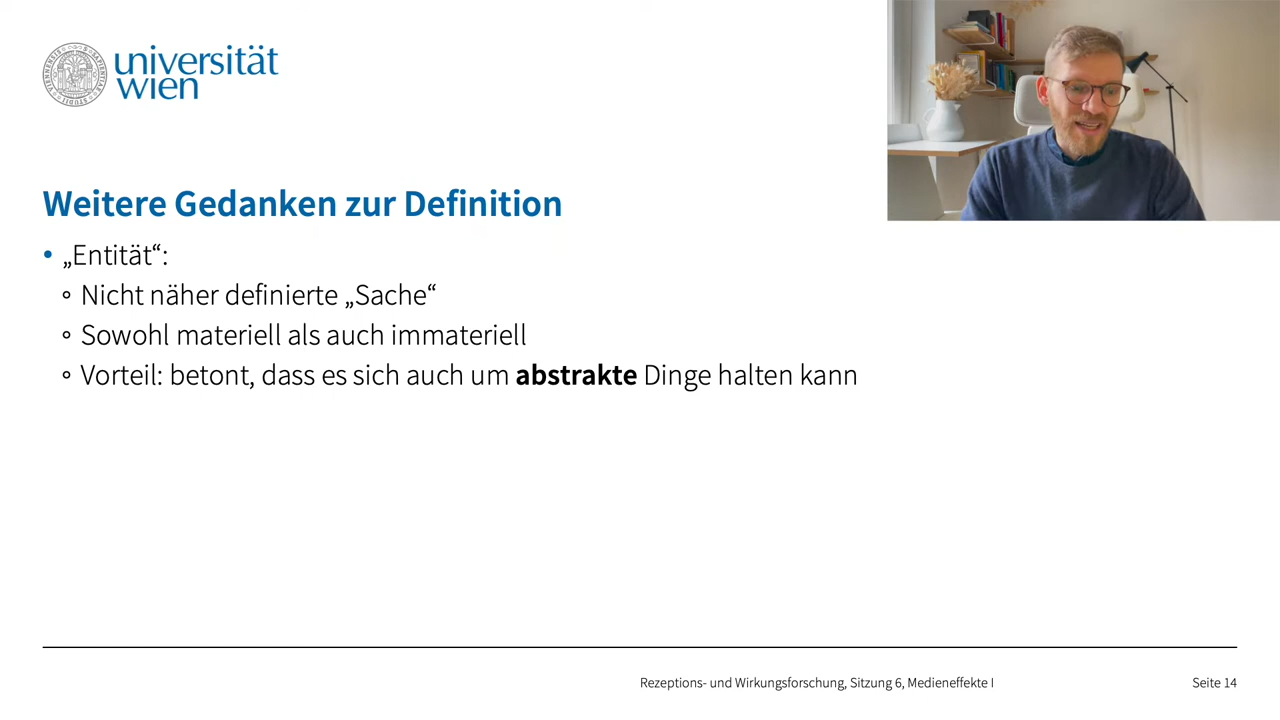 universität
wien
Weitere Gedanken zur Definition
• „Entität“:
◦ Nicht näher definierte „Sache“
◦ Sowohl materiell als auch immateriell
◦ Vorteil: betont, dass es sich auch um abstrakte Dinge halten kann
Rezeptions- und Wirkungsforschung, Sitzung 6, Medieneffekte I
Seite 14